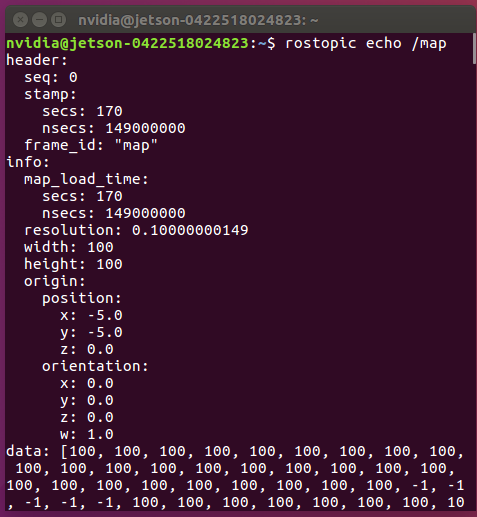 nvidia@jetson-0422518024823: ~
nvidia@jetson-0422518024823:~$ rostopic echo /map
header:
  seq: 0
  stamp:
    secs: 170
    nsecs: 149000000
  frame_id: "map"
info:
  map_load_time:
    secs: 170
    nsecs: 149000000
  resolution: 0.10000000149
  width: 100
  height: 100
  origin:
    position:
      x: -5.0
      y: -5.0
      z: 0.0
    orientation:
      x: 0.0
      y: 0.0
      z: 0.0
      w: 1.0
data: [100, 100, 100, 100, 100, 100, 100, 100, 100,
 100, 100, 100, 100, 100, 100, 100, 100, 100, 100,
100, 100, 100, 100, 100, 100, 100, 100, 100, -1, -1
, -1, -1, -1, 100, 100, 100, 100, 100, 100, 100, 10